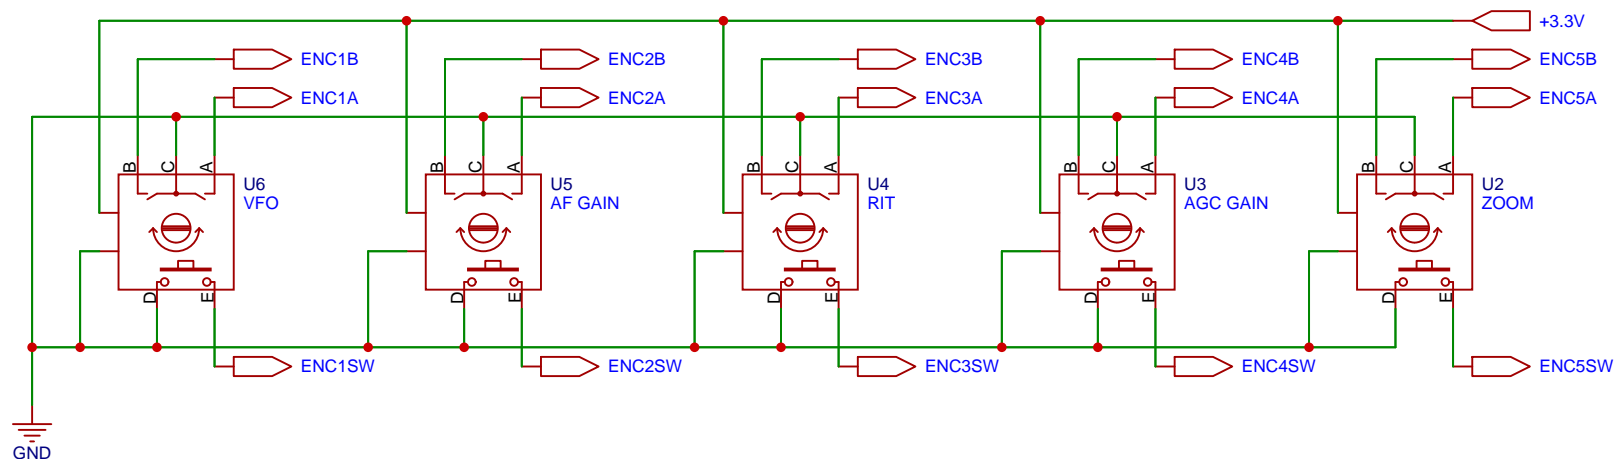 +3.3V
ENC1B ENC2B ENC3B ENC4B ENC5B
ENC1A ENC2A ENC3A ENC4A ENC5A
B C A B C A B C A B C A B C A
U6 U5 U4 U3 U2
VFO AF GAIN RIT AGC GAIN ZOOM
D E D E D E D E D E
ENC1SW ENC2SW ENC3SW ENC4SW ENC5SW
GND